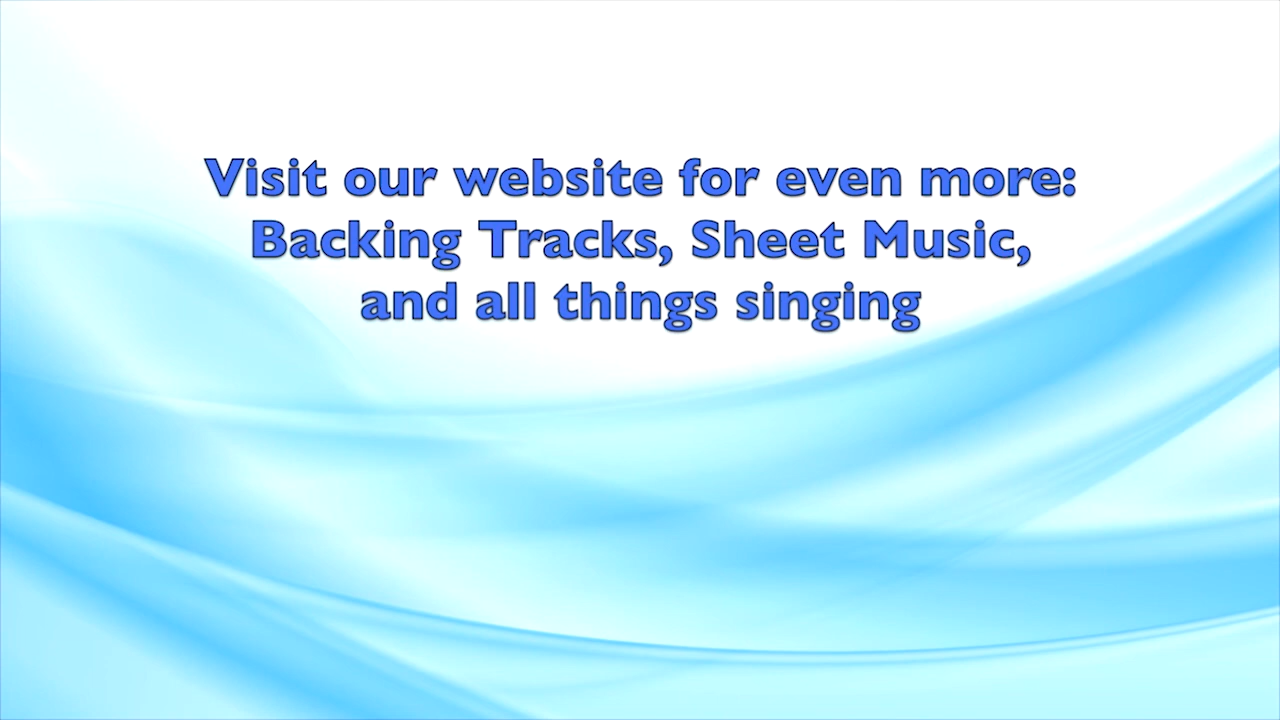 Visit our website for even more:
Backing Tracks, Sheet Music,
and all things singing